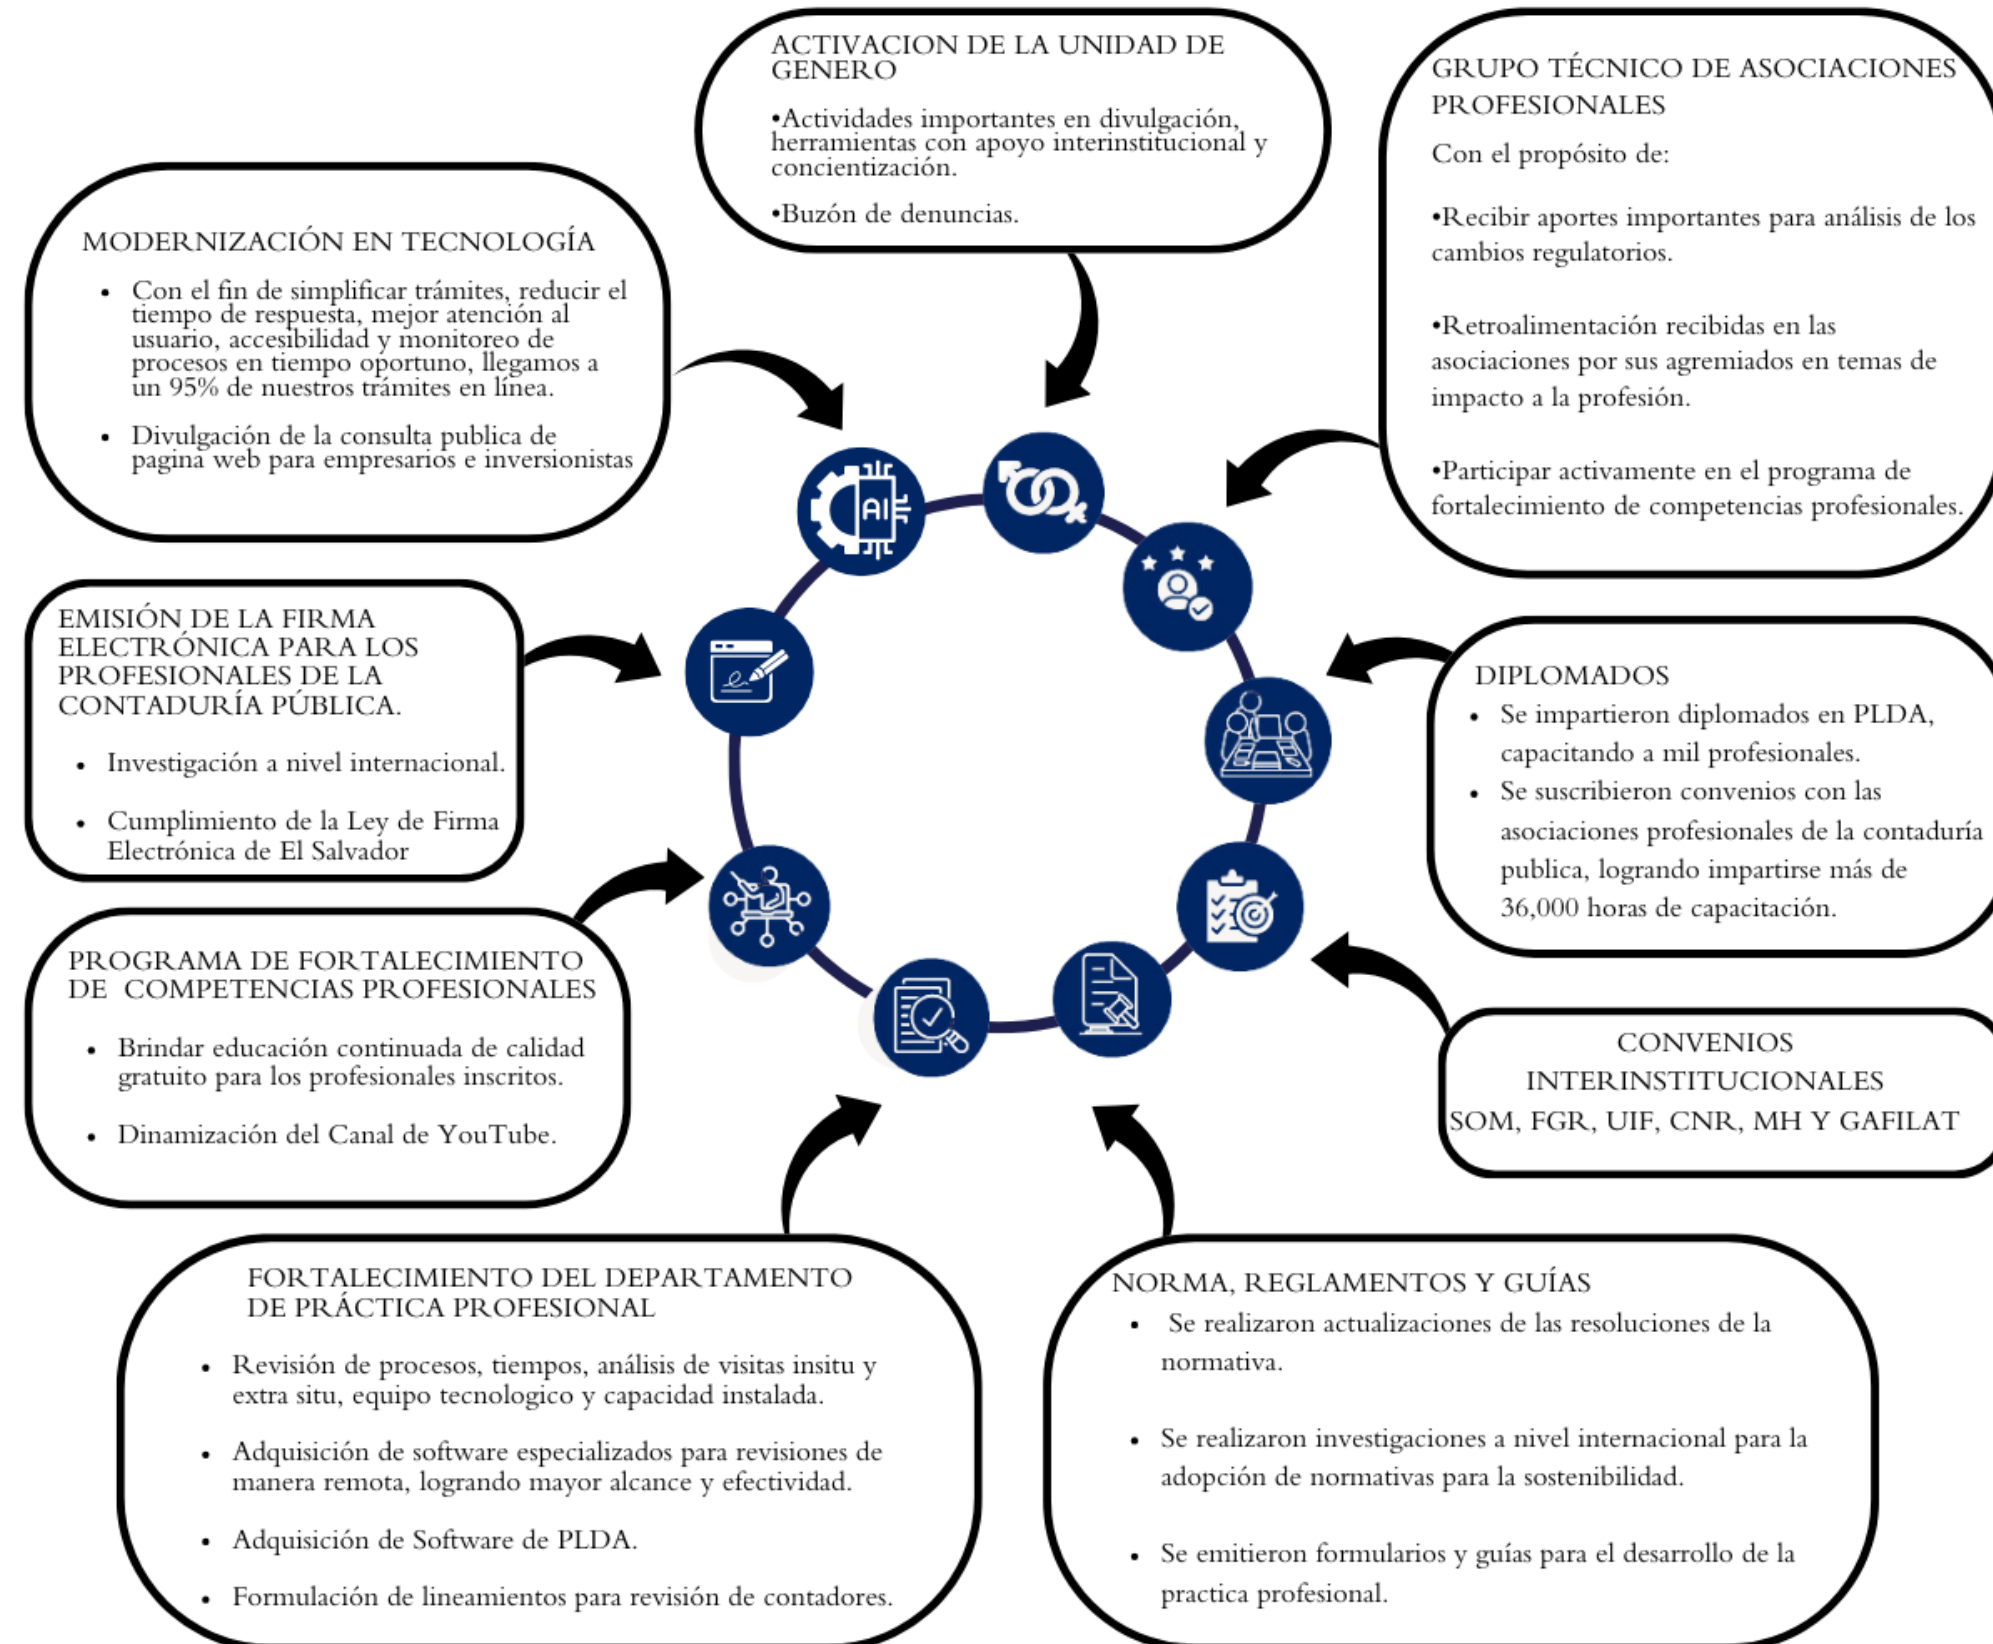 ACTIVACION DE LA UNIDAD DE
GENERO
•Actividades importantes en divulgación,
herramientas con apoyo interinstitucional y
concientización.
•Buzón de denuncias.
GRUPO TÉCNICO DE ASOCIACIONES
PROFESIONALES
Con el propósito de:
•Recibir aportes importantes para análisis de los
cambios regulatorios.
•Retroalimentación recibidas en las
asociaciones por sus agremiados en temas de
impacto a la profesión.
•Participar activamente en el programa de
fortalecimiento de competencias profesionales.
MODERNIZACIÓN EN TECNOLOGÍA
• Con el fin de simplificar trámites, reducir el
tiempo de respuesta, mejor atención al
usuario, accesibilidad y monitoreo de
procesos en tiempo oportuno, llegamos a
un 95% de nuestros trámites en línea.
• Divulgación de la consulta publica de
pagina web para empresarios e inversionistas
AI
EMISIÓN DE LA FIRMA
ELECTRÓNICA PARA LOS
PROFESIONALES DE LA
CONTADURÍA PÚBLICA.
• Investigación a nivel internacional.
• Cumplimiento de la Ley de Firma
Electrónica de El Salvador
DIPLOMADOS
• Se impartieron diplomados en PLDA,
capacitando a mil profesionales.
• Se suscribieron convenios con las
asociaciones profesionales de la contaduría
publica, logrando impartirse más de
36,000 horas de capacitación.
PROGRAMA DE FORTALECIMIENTO
DE COMPETENCIAS PROFESIONALES
• Brindar educación continuada de calidad
gratuito para los profesionales inscritos.
• Dinamización del Canal de YouTube.
CONVENIOS
INTERINSTITUCIONALES
SOM, FGR, UIF, CNR, MH Y GAFILAT
FORTALECIMIENTO DEL DEPARTAMENTO
DE PRÁCTICA PROFESIONAL
• Revisión de procesos, tiempos, análisis de visitas insitu y
extra situ, equipo tecnologico y capacidad instalada.
• Adquisición de software especializados para revisiones de
manera remota, logrando mayor alcance y efectividad.
• Adquisición de Software de PLDA.
• Formulación de lineamientos para revisión de contadores.
NORMA, REGLAMENTOS Y GUÍAS
• Se realizaron actualizaciones de las resoluciones de la
normativa.
• Se realizaron investigaciones a nivel internacional para la
adopción de normativas para la sostenibilidad.
• Se emitieron formularios y guías para el desarrollo de la
practica profesional.